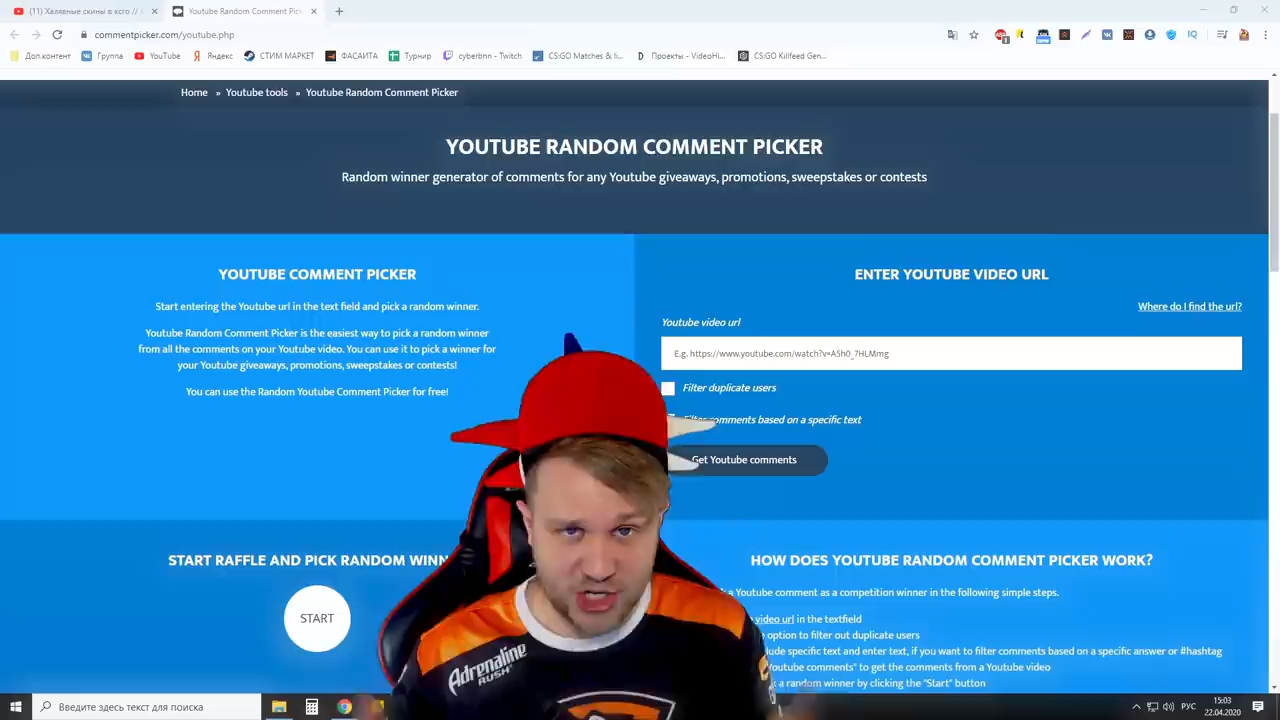 (11) Халявные скины в ксго //
Youtube Random Comment Pic
commentpicker.com/youtube.php
Доп.контент
Группа
YouTube
Яндекс
СТИМ МАРКЕТ
ФАСАИТА
Турнир
cyberbnn - Twitch
CS:GO Matches & li...
Проекты - VideoHi...
CS:GO Killfeed Gen...
Home » Youtube tools » Youtube Random Comment Picker
YOUTUBE RANDOM COMMENT PICKER
Random winner generator of comments for any Youtube giveaways, promotions, sweepstakes or contests
YOUTUBE COMMENT PICKER
Start entering the Youtube url in the text field and pick a random winner.
Youtube Random Comment Picker is the easiest way to pick a random winner
from all the comments on your Youtube video. You can use it to pick a winner for
your Youtube giveaways, promotions, sweepstakes or contests!
You can use the Random Youtube Comment Picker for free!
ENTER YOUTUBE VIDEO URL
Where do I find the url?
Youtube video url
E.g. https://www.youtube.com/watch?v=A5h0_7HLMmg
Filter duplicate users
Filter comments based on a specific text
Get Youtube comments
START RAFFLE AND PICK RANDOM WINN
START
HOW DOES YOUTUBE RANDOM COMMENT PICKER WORK?
a Youtube comment as a competition winner in the following simple steps.
video url in the textfield
option to filter out duplicate users
clude specific text and enter text, if you want to filter comments based on a specific answer or #hashtag
outube comments" to get the comments from a Youtube video
a random winner by clicking the "Start" button
Adrenaline
RUSH
Введите здесь текст для поиска
РУС
15:03
22.04.2020